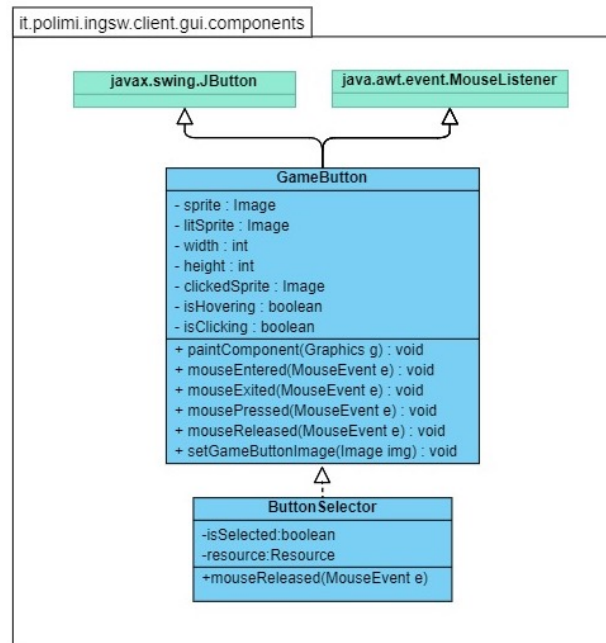 it.polimi.ingsw.client.gui.components
javax.swing.JButton
java.awt.event.MouseListener
GameButton
- sprite : Image
- litSprite : Image
- width : int
- height : int
- clickedSprite : Image
- isHovering : boolean
- isClicking : boolean
+ paintComponent(Graphics g) : void
+ mouseEntered(MouseEvent e) : void
+ mouseExited(MouseEvent e) : void
+ mousePressed(MouseEvent e) : void
+ mouseReleased(MouseEvent e) : void
+ setGameButtonImage(Image img) : void
ButtonSelector
-isSelected:boolean
-resource:Resource
+mouseReleased(MouseEvent e)